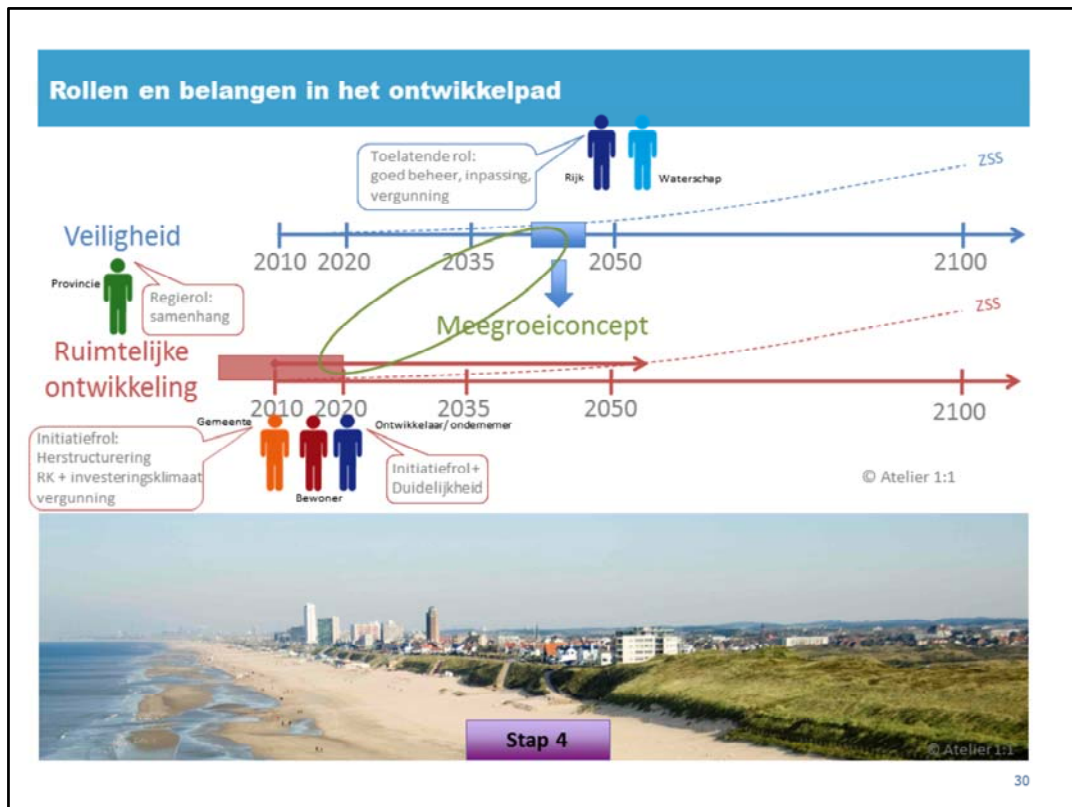 Rollen en belangen in het ontwikkelpad
Toelatende rol:
goed beheer, inpassing,
vergunning
Rijk
Waterschap
ZSS
Veiligheid
2010
2020
2035
2050
2100
Provincie
Regierol:
samenhang
Meegroeiconcept
ZSS
Ruimtelijke
ontwikkeling
2010
2020
2035
2050
2100
Gemeente
Ontwikkelaar/ ondernemer
Initiatiefrol:
Herstructurering
RK + investeringsklimaat
vergunning
Initiatiefrol +
Duidelijkheid
Bewoner
© Atelier 1:1
Stap 4
© Atelier 1:1
30